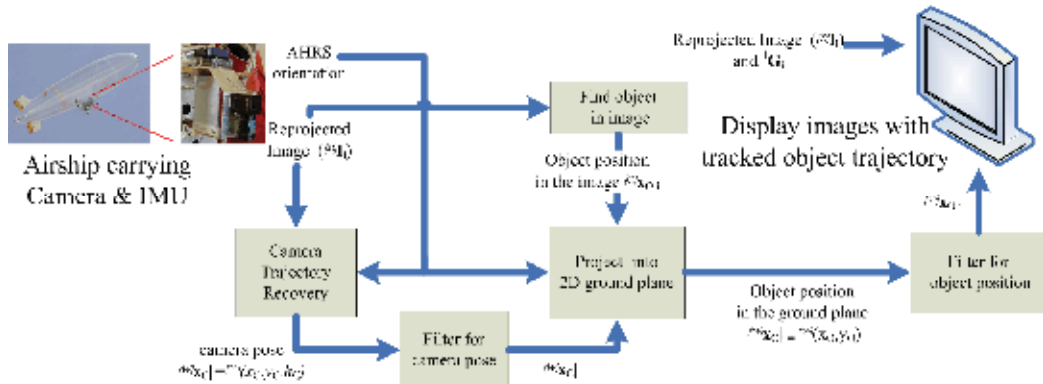 AHRS
orientation
Reprojected
Image
Airship carrying
Camera & IMU
Find object
in image
Object position
in the image
Camera
Trajectory
Recovery
Project into
2D ground plane
camera pose
Filter for
camera pose
Object position
in the ground plane
Filter for
object position
Reprojected Image
and
Display images with
tracked object trajectory